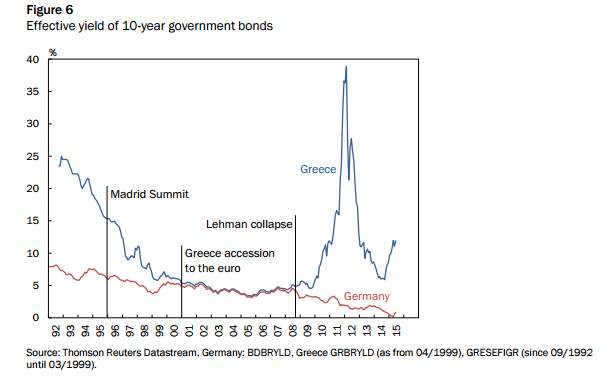 Figure 6
Effective yield of 10-year government bonds
%
40
35
30
25
20
15
10
5
0
Greece
Madrid Summit
Lehman collapse
Greece accession
to the euro
Germany
92 93 94 95 96 97 98 99 00 01 02 03 04 05 06 07 08 09 10 11 12 13 14 15
Source: Thomson Reuters Datastream, Germany: BDBRYLD, Greece GRBRYLD (as from 04/1999), GRESEFIGR (since 09/1992
until 03/1999).